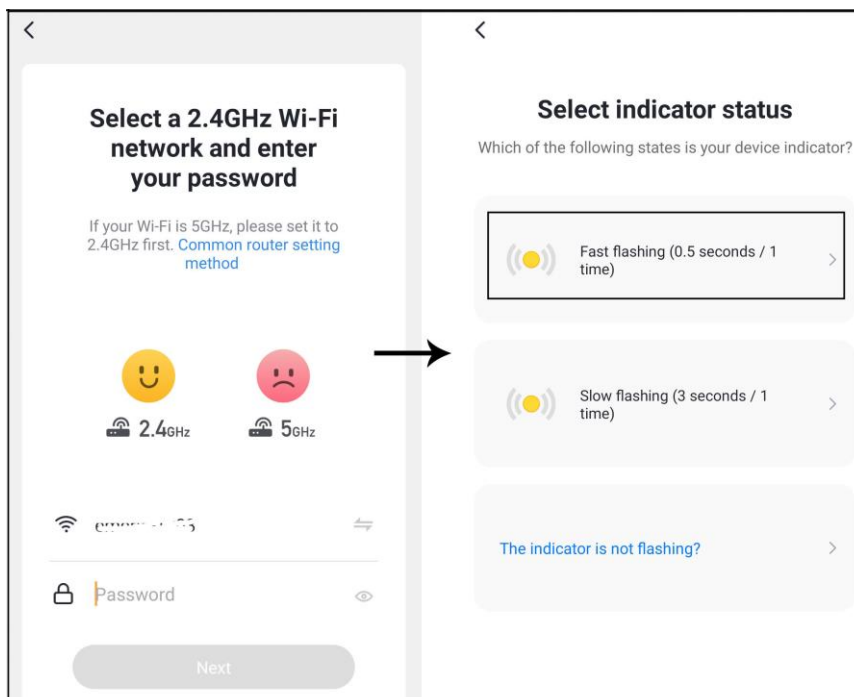 Select a 2.4GHz Wi-Fi
network and enter
your password
If your Wi-Fi is 5GHz, please set it to
2.4GHz first. Common router setting
method
2.4GHz
5GHz
Password
Next
Select indicator status
Which of the following states is your device indicator?
Fast flashing (0.5 seconds / 1
time)
Slow flashing (3 seconds / 1
time)
The indicator is not flashing?